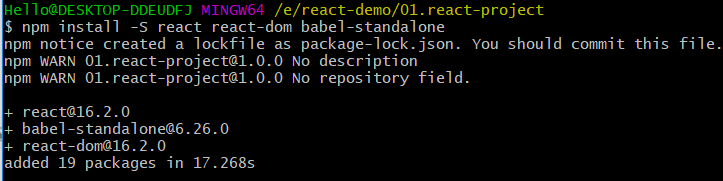 Hello@DESKTOP-DDEUDFJ MINGW64 /e/react-demo/01.react-project
$ npm install -S react react-dom babel-standalone
npm notice created a lockfile as package-lock.json. You should commit this file.
npm WARN 01.react-project@1.0.0 No description
npm WARN 01.react-project@1.0.0 No repository field.
+ react@16.2.0
+ babel-standalone@6.26.0
+ react-dom@16.2.0
added 19 packages in 17.268s